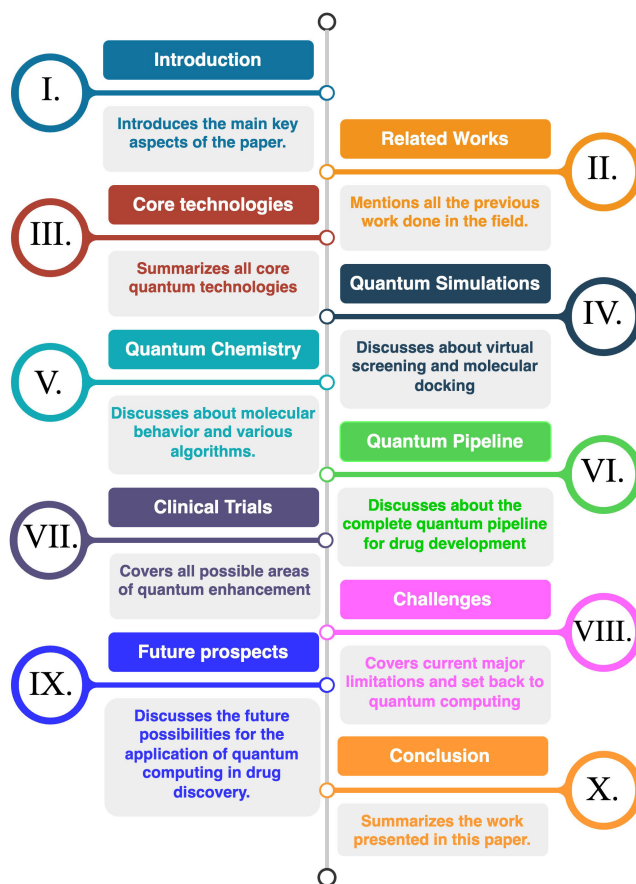 I.
Introduction
Introduces the main key
aspects of the paper.
II.
Related Works
Mentions all the previous
work done in the field.
III.
Core technologies
Summarizes all core
quantum technologies
IV.
Quantum Simulations
Discusses about virtual
screening and molecular
docking
V.
Quantum Chemistry
Discusses about molecular
behavior and various
algorithms.
VI.
Quantum Pipeline
Discusses about the
complete quantum pipeline
for drug development
VII.
Clinical Trials
Covers all possible areas
of quantum enhancement
VIII.
Challenges
Covers current major
limitations and set back to
quantum computing
IX.
Future prospects
Discusses the future
possibilities for the
application of quantum
computing in drug
discovery.
X.
Conclusion
Summarizes the work
presented in this paper.